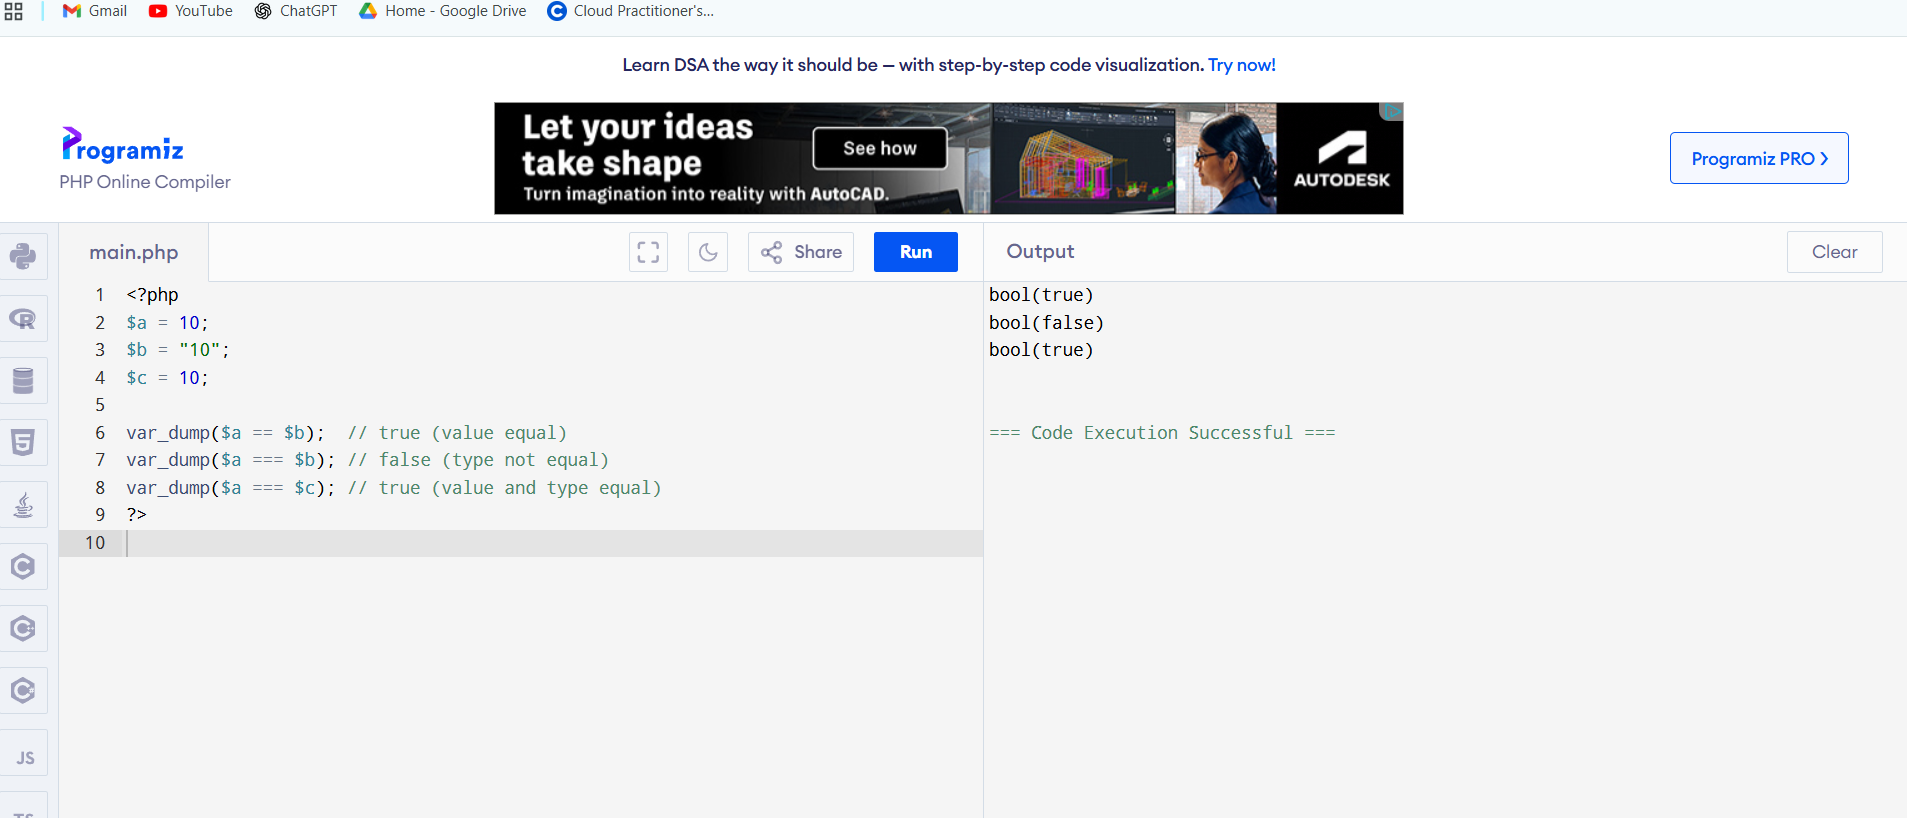 Gmail YouTube ChatGPT Home - Google Drive Cloud Practitioner's...
Learn DSA the way it should be — with step-by-step code visualization. Try now!
Let your ideas
take shape
Turn imagination into reality with AutoCAD.
See how
AUTODESK
Programiz
PHP Online Compiler
Programiz PRO ❯
main.php
Share
Run
Output
Clear
1 <?php
2 $a = 10;
3 $b = "10";
4 $c = 10;
5
6 var_dump($a == $b);  // true (value equal)
7 var_dump($a === $b); // false (type not equal)
8 var_dump($a === $c); // true (value and type equal)
9 ?>
10
bool(true)
bool(false)
bool(true)
=== Code Execution Successful ===
R
5
C
C+
C#
JS